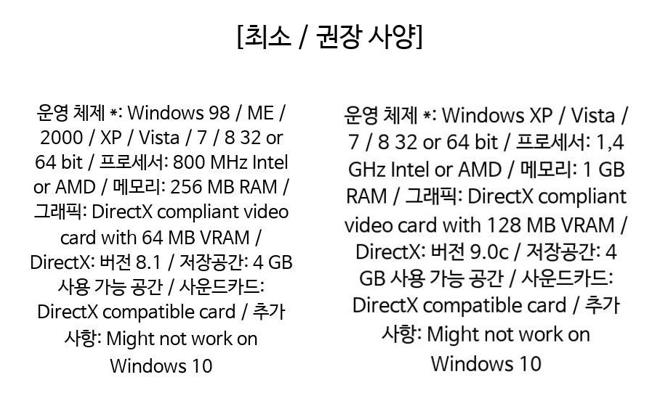 [최소 / 권장 사양]
운영 체제 *: Windows 98 / ME /
2000 / XP / Vista / 7 / 8 32 or
64 bit / 프로세서: 800 MHz Intel
or AMD / 메모리: 256 MB RAM /
그래픽: DirectX compliant video
card with 64 MB VRAM /
DirectX: 버전 8.1 / 저장공간: 4 GB
사용 가능 공간 / 사운드카드:
DirectX compatible card / 추가
사항: Might not work on
Windows 10
운영 체제 *: Windows XP / Vista /
7 / 8 32 or 64 bit / 프로세서: 1,4
GHz Intel or AMD / 메모리: 1 GB
RAM / 그래픽: DirectX compliant
video card with 128 MB VRAM /
DirectX: 버전 9.0c / 저장공간: 4
GB 사용 가능 공간 / 사운드카드:
DirectX compatible card / 추가
사항: Might not work on
Windows 10